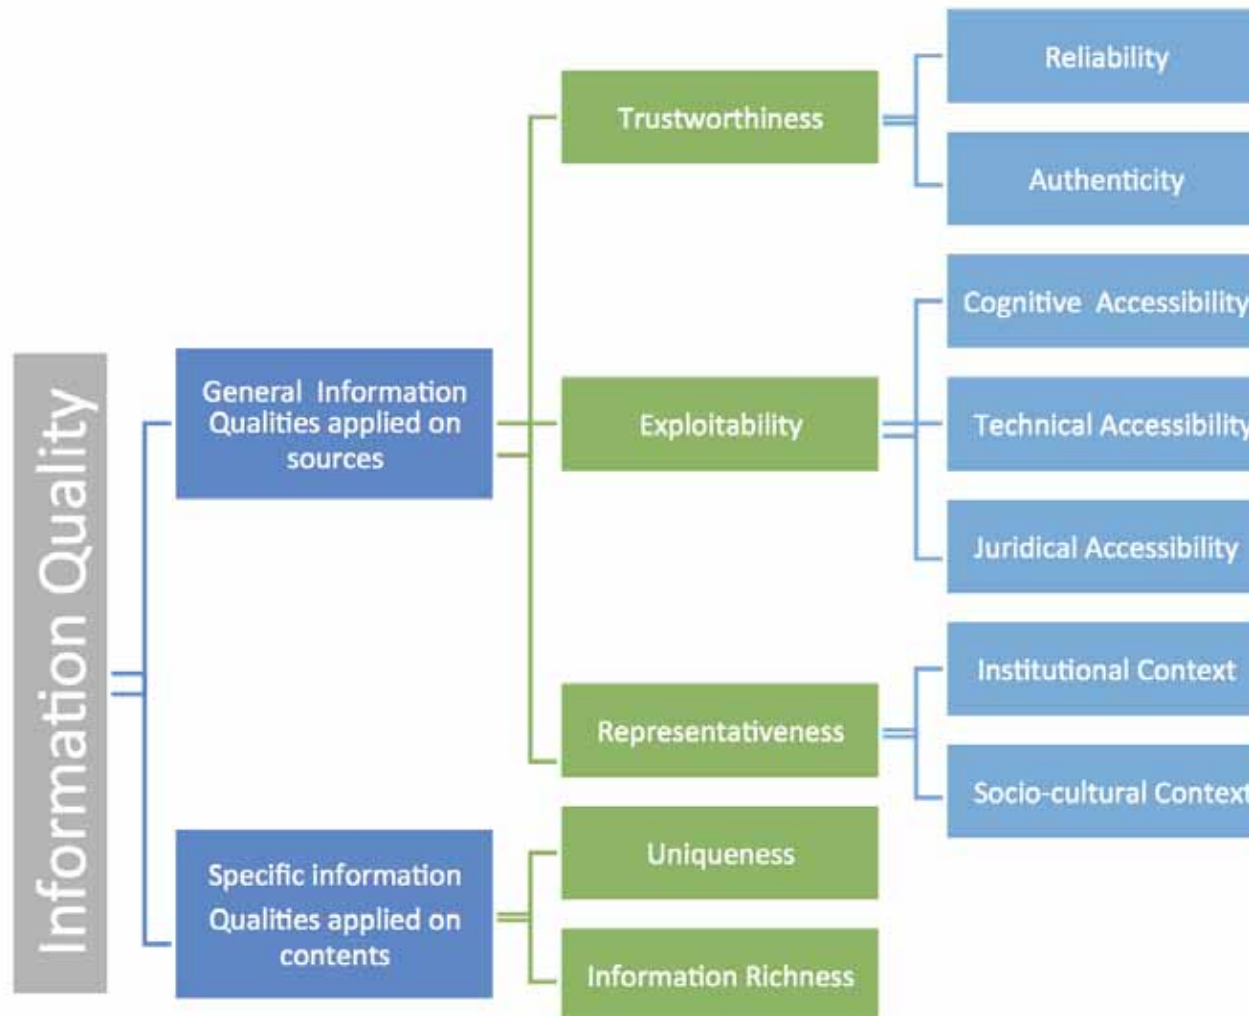 Information Quality
General Information
Qualities applied on
sources
Trustworthiness
Reliability
Authenticity
Exploitability
Cognitive Accessibility
Technical Accessibility
Juridical Accessibility
Representativeness
Institutional Context
Socio-cultural Context
Specific information
Qualities applied on
contents
Uniqueness
Information Richness